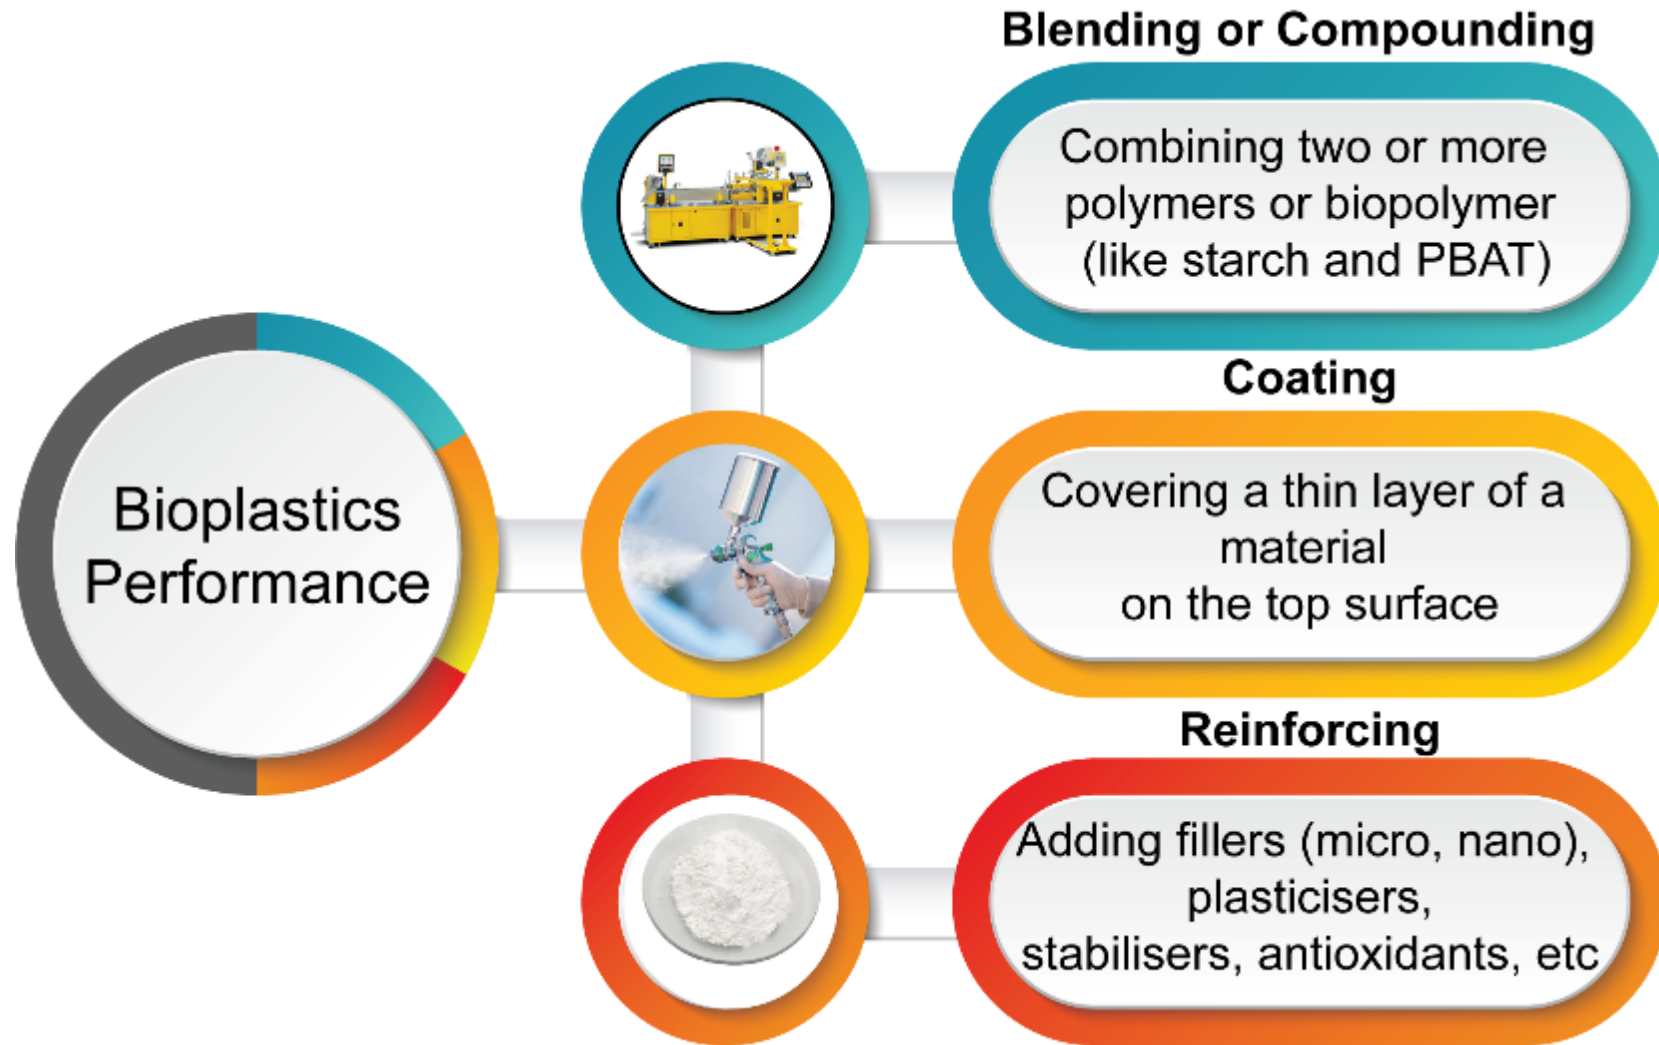 Blending or Compounding
Combining two or more
polymers or biopolymer
(like starch and PBAT)
Bioplastics
Performance
Coating
Covering a thin layer of a
material
on the top surface
Reinforcing
Adding fillers (micro, nano),
plasticisers,
stabilisers, antioxidants, etc